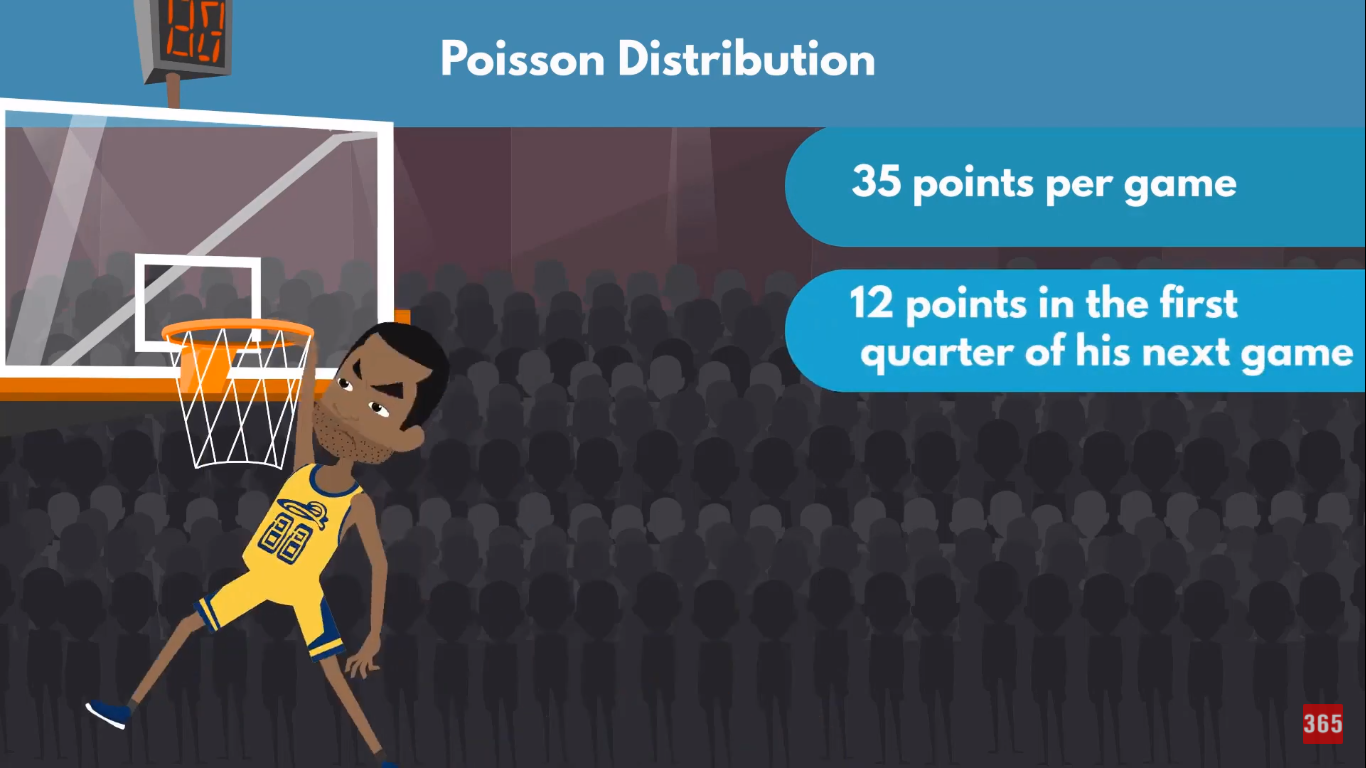 Poisson Distribution
35 points per game
12 points in the first
quarter of his next game
365